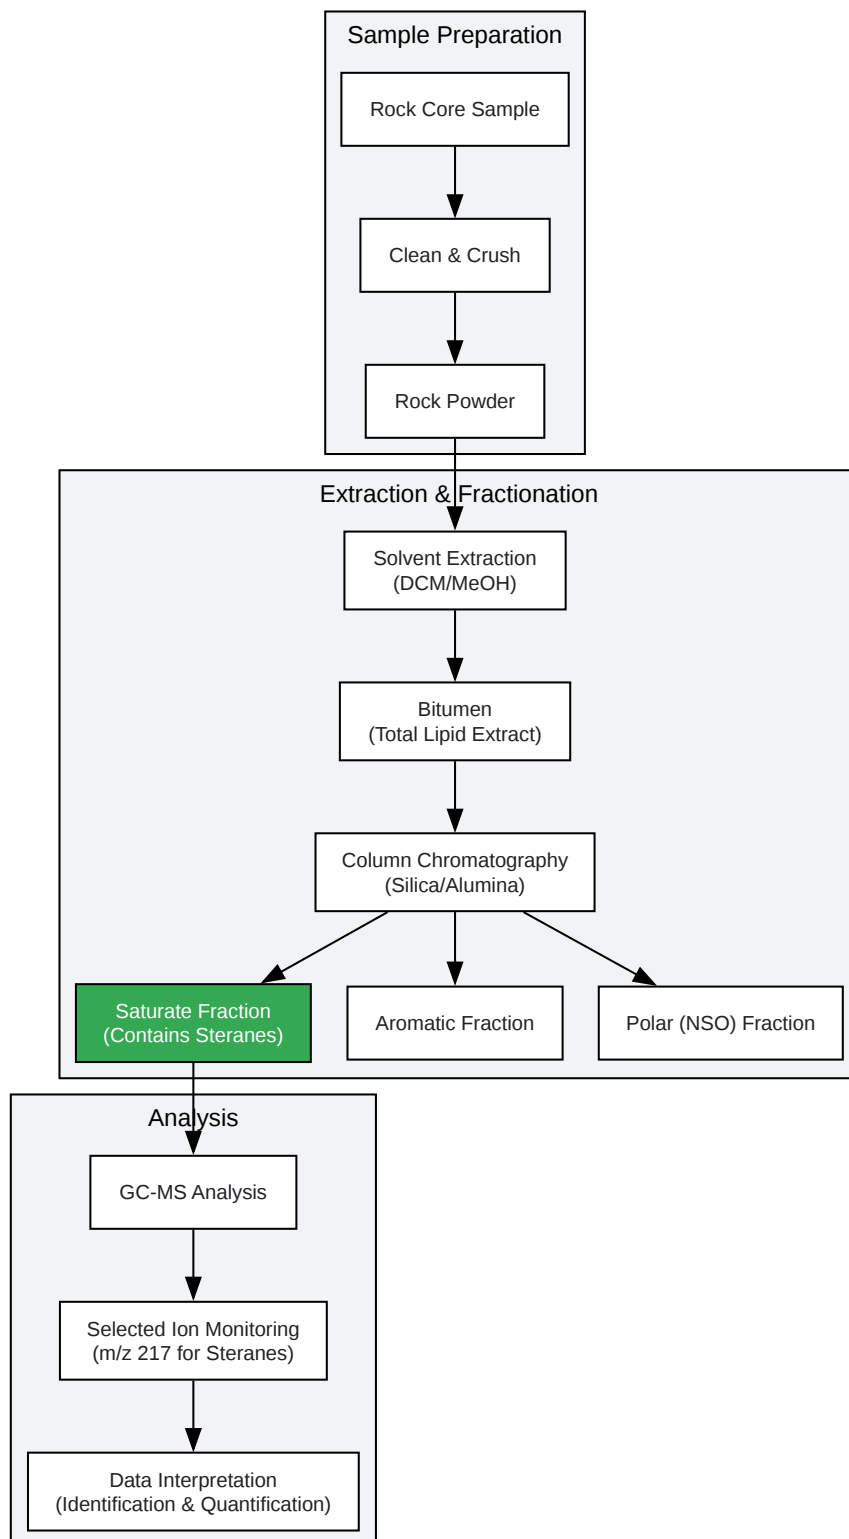 Sample Preparation
Rock Core Sample
Clean & Crush
Rock Powder
Extraction & Fractionation
Solvent Extraction
(DCM/MeOH)
Bitumen
(Total Lipid Extract)
Column Chromatography
(Silica/Alumina)
Saturate Fraction
(Contains Steranes)
Aromatic Fraction
Polar (NSO) Fraction
Analysis
GC-MS Analysis
Selected Ion Monitoring
(m/z 217 for Steranes)
Data Interpretation
(Identification & Quantification)